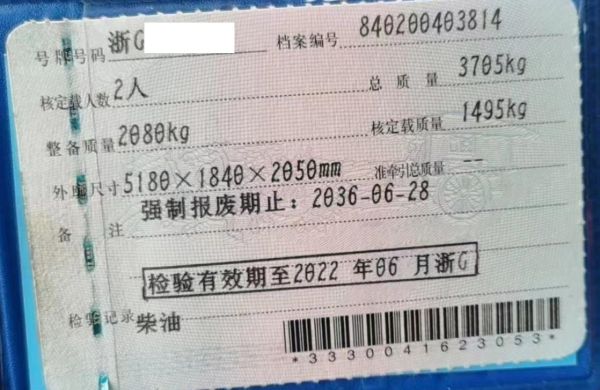 号牌号码 浙G 档案编号 840200403814
核定载人数 2人 总质量 3705kg
整备质量 2080kg 核定载质量 1495kg
外廓尺寸 5180×1840×2050mm 准牵引总质量 --
备注 强制报废期止：2036-06-28
检验有效期至2022 年06 月浙G
检验记录 柴油
*3330041623053*